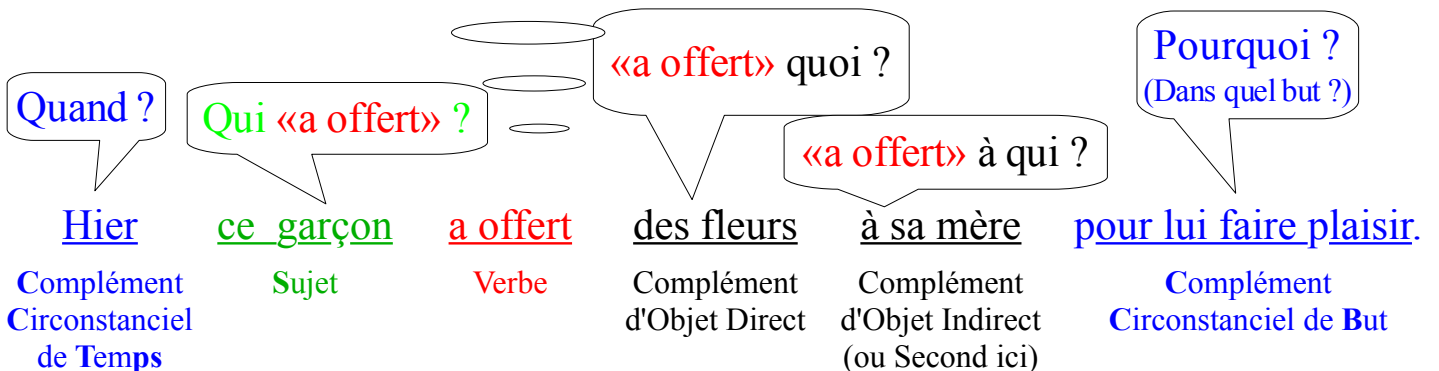 Quand ?
Qui «a offert» ?
«a offert» quoi ?
«a offert» à qui ?
Pourquoi ?
(Dans quel but ?)
Hier ce garçon a offert des fleurs à sa mère pour lui faire plaisir.
Complément
Circonstanciel
de Temps
Sujet
Verbe
Complément
d'Objet Direct
Complément
d'Objet Indirect
(ou Second ici)
Complément
Circonstanciel de But